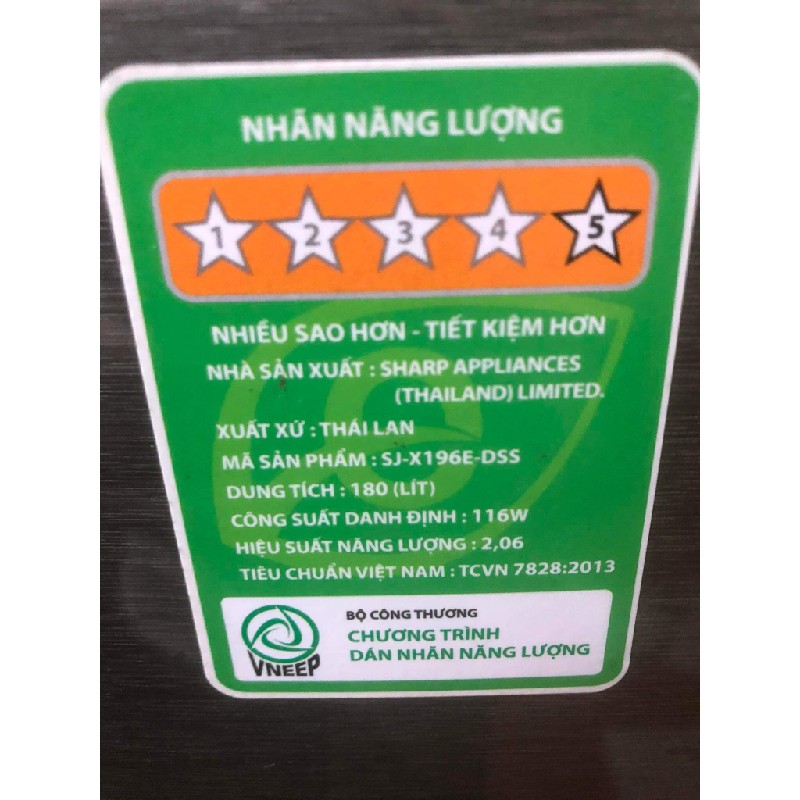 NHÃN NĂNG LƯỢNG
1 2 3 4 5
NHIỀU SAO HƠN - TIẾT KIỆM HƠN
NHÀ SẢN XUẤT : SHARP APPLIANCES
(THAILAND) LIMITED.
XUẤT XỨ : THÁI LAN
MÃ SẢN PHẨM : SJ-X196E-DSS
DUNG TÍCH : 180 (LÍT)
CÔNG SUẤT DANH ĐỊNH : 116W
HIỆU SUẤT NĂNG LƯỢNG : 2,06
TIÊU CHUẨN VIỆT NAM : TCVN 7828:2013
BỘ CÔNG THƯƠNG
CHƯƠNG TRÌNH
DÁN NHÃN NĂNG LƯỢNG
VNEEP